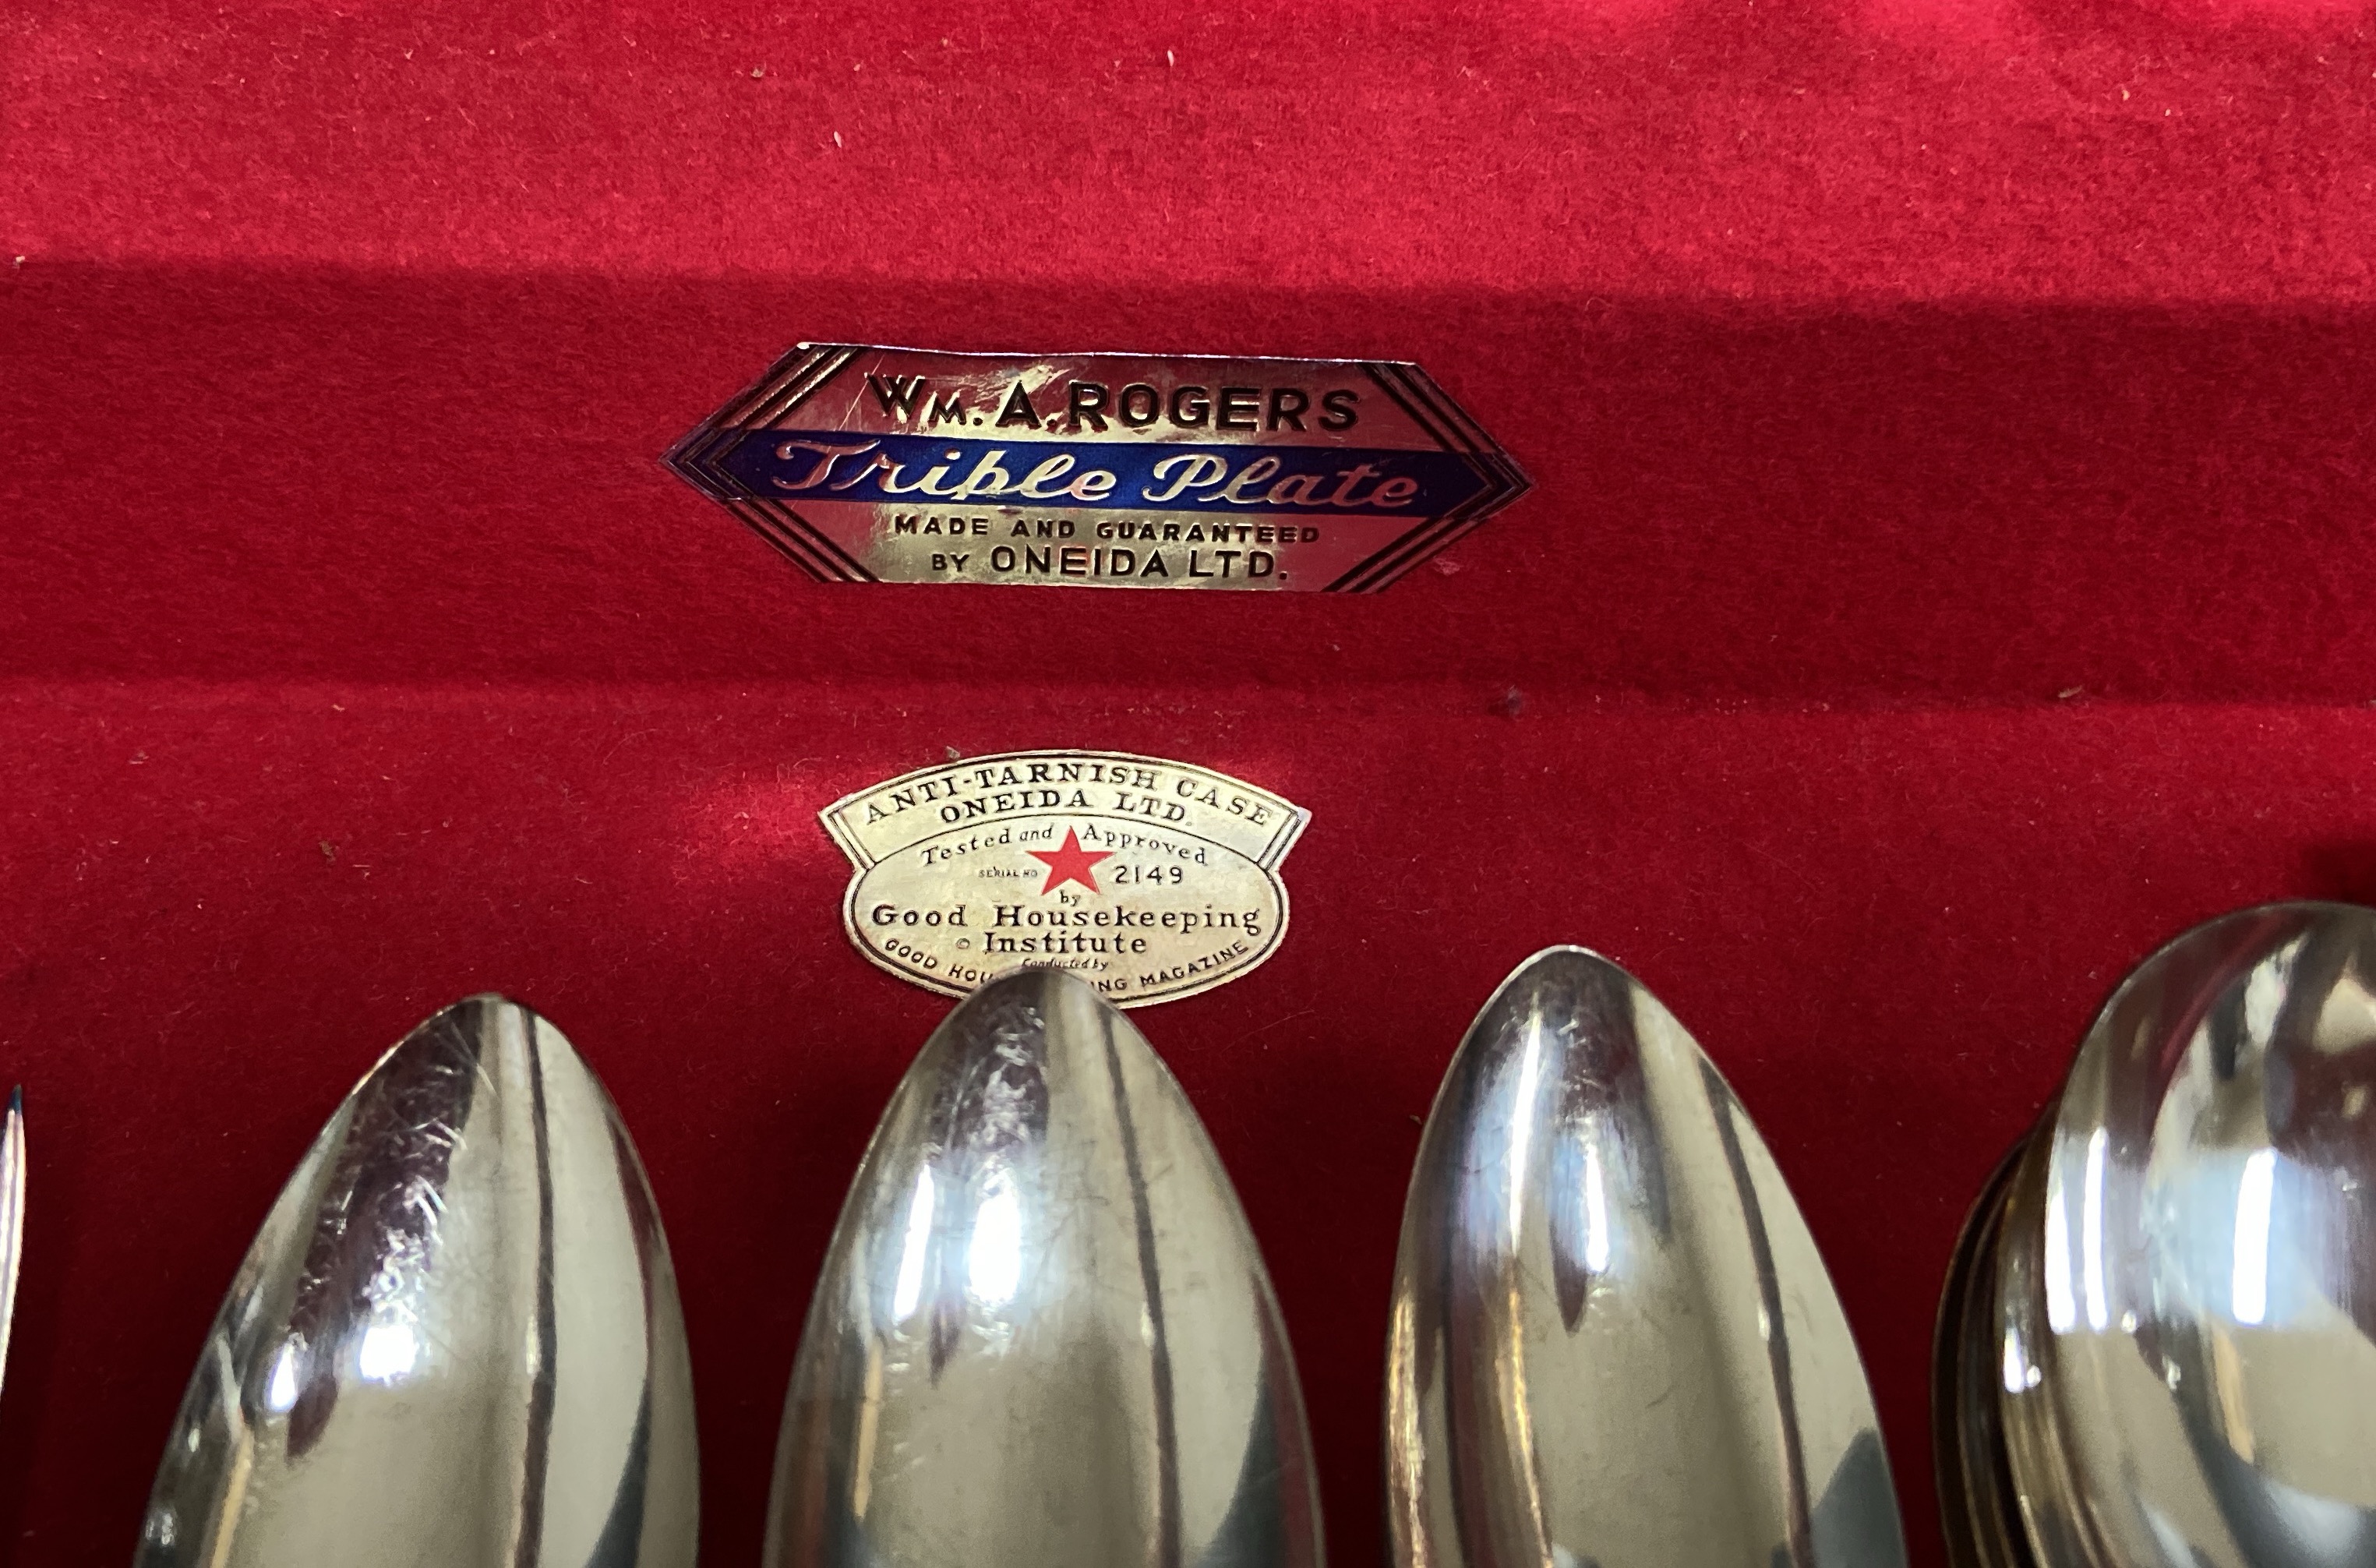 WM. A. ROGERS
Triple Plate
MADE AND GUARANTEED
BY ONEIDA LTD.
ANTI-TARNISH CASE
ONEIDA LTD.
Tested and Approved
SERIAL NO 2149
by
Good Housekeeping
© Institute
Conducted by
GOOD HOU ING MAGAZINE